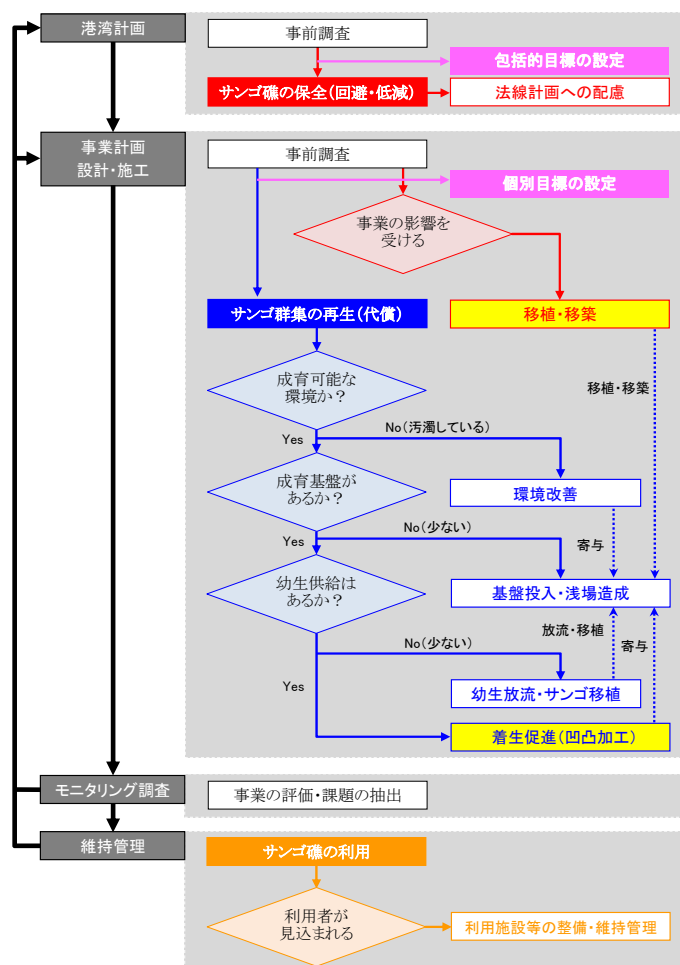 港湾計画
事前調査
包括的目標の設定
サンゴ礁の保全(回避・低減)
法線計画への配慮
事業計画
設計・施工
事前調査
個別目標の設定
事業の影響を
受ける
サンゴ群集の再生(代償)
移植・移築
成育可能な
環境か？
移植・移築
No(汚濁している)
Yes
成育基盤が
あるか？
環境改善
No(少ない)
Yes
寄与
幼生供給は
あるか？
基盤投入・浅場造成
放流・移植
No(少ない)
寄与
Yes
幼生放流・サンゴ移植
着生促進(凹凸加工)
モニタリング調査
事業の評価・課題の抽出
維持管理
サンゴ礁の利用
利用者が
見込まれる
利用施設等の整備・維持管理